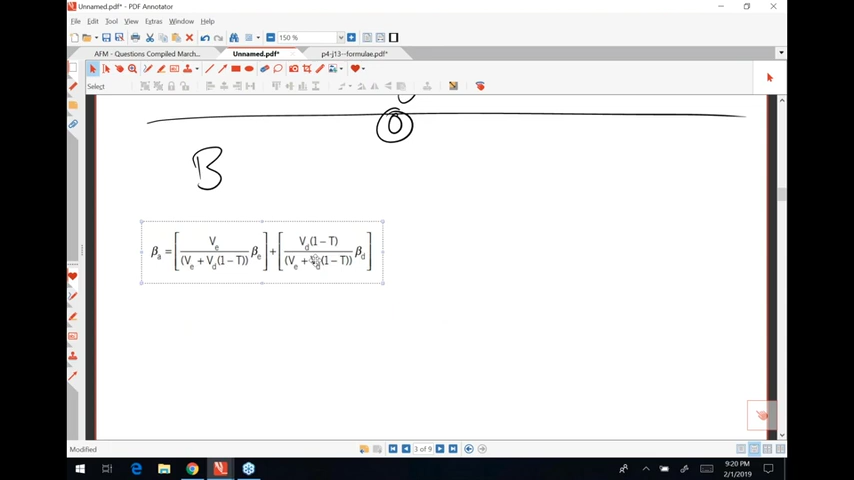 Unnamed.pdf* - PDF Annotator
File Edit Document View Extras Window Help
150 %
AFM - Questions Compiled March... Unnamed.pdf* p4-j13--formulae.pdf*
Select
B
βa = [ Ve / (Ve + Vd(1 – T)) βe ] + [ Vd(1 – T) / (Ve + Vd(1 – T)) βd ]
Modified
3 of 9
9:20 PM
2/1/2019